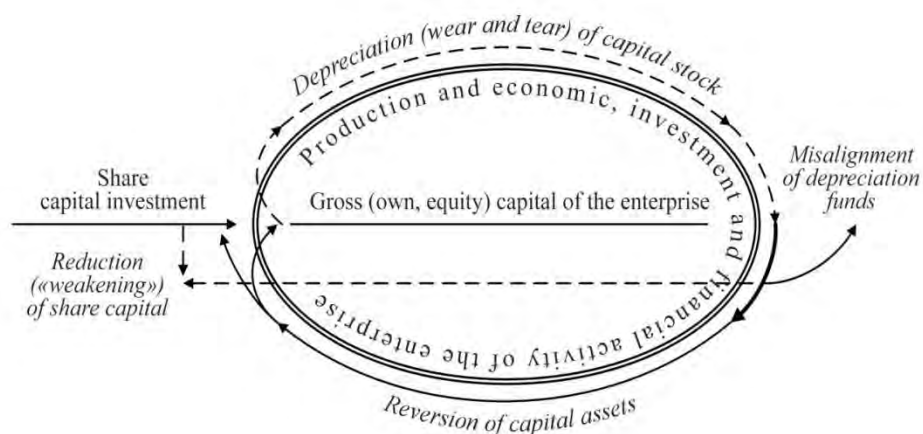 Depreciation (wear and tear) of capital stock
Production and economic, investment and financial activity of the enterprise
Misalignment
of depreciation
funds
Share
capital investment
Gross (own, equity) capital of the enterprise
Reduction
(«weakening»)
of share capital
Reversion of capital assets